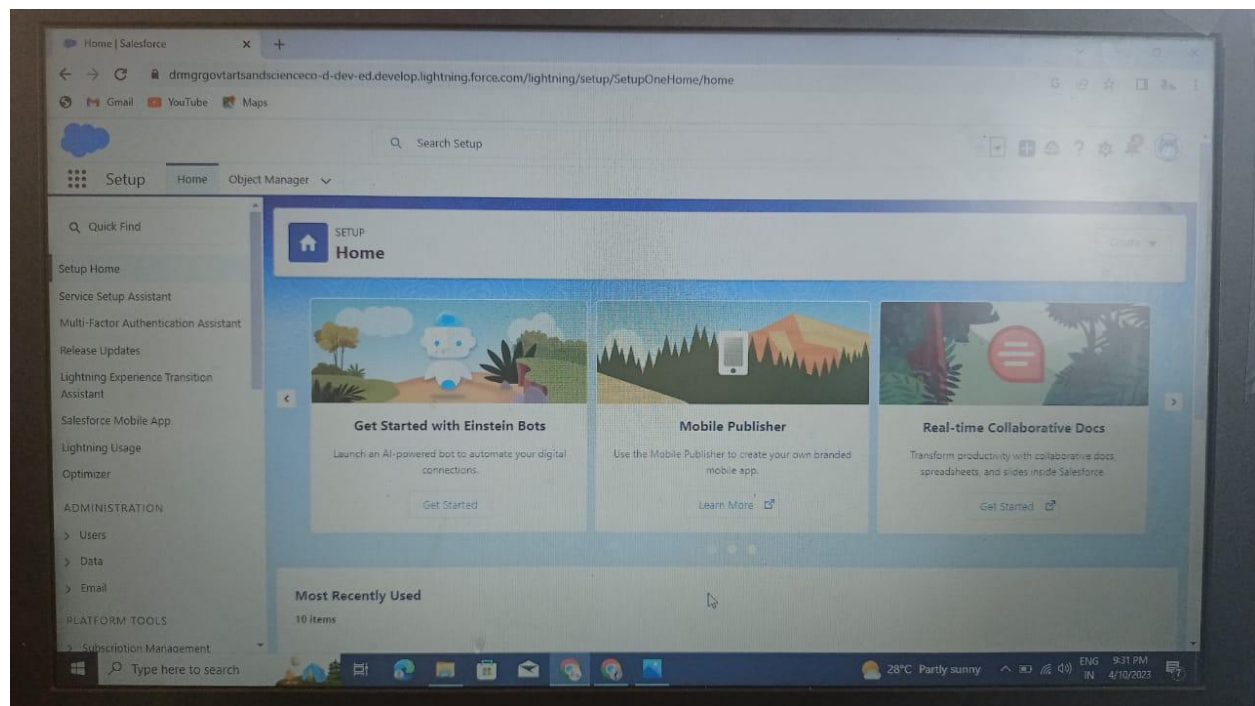 Home | Salesforce
drmgrgovtartsandscienceco-d-dev-ed.develop.lightning.force.com/lightning/setup/SetupOneHome/home
Gmail YouTube Maps
Search Setup
Setup Home Object Manager
Quick Find
SETUP
Home
Setup Home
Service Setup Assistant
Multi-Factor Authentication Assistant
Release Updates
Lightning Experience Transition
Assistant
Salesforce Mobile App
Lightning Usage
Optimizer
ADMINISTRATION
Users
Data
Email
PLATFORM TOOLS
Subscription Management
Get Started with Einstein Bots
Launch an AI-powered bot to automate your digital
connections.
Get Started
Mobile Publisher
Use the Mobile Publisher to create your own branded
mobile app.
Learn More
Real-time Collaborative Docs
Transform productivity with collaborative docs,
spreadsheets, and slides inside Salesforce.
Get Started
Most Recently Used
10 items
Type here to search
28°C Partly sunny
ENG
IN
9:31 PM
4/10/2023
7